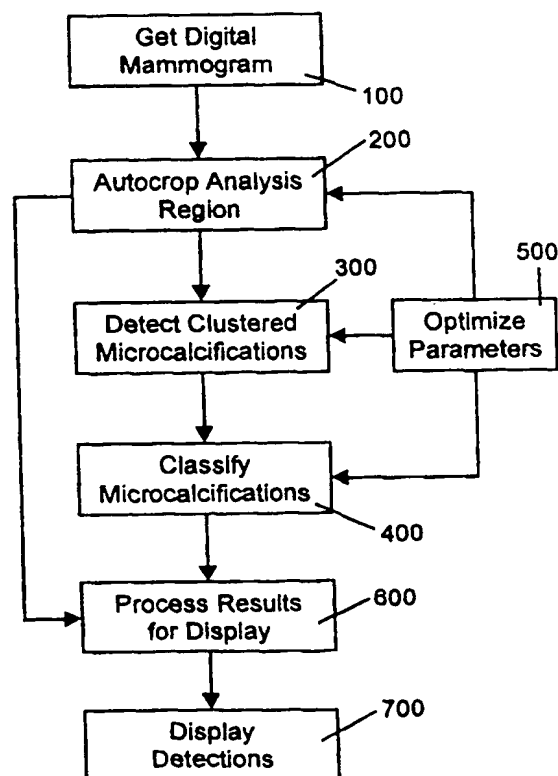 Get Digital
Mammogram
100
200
Autocrop Analysis
Region
300
500
Detect Clustered
Microcalcifications
Optimize
Parameters
Classify
Microcalcifications
400
600
Process Results
for Display
700
Display
Detections